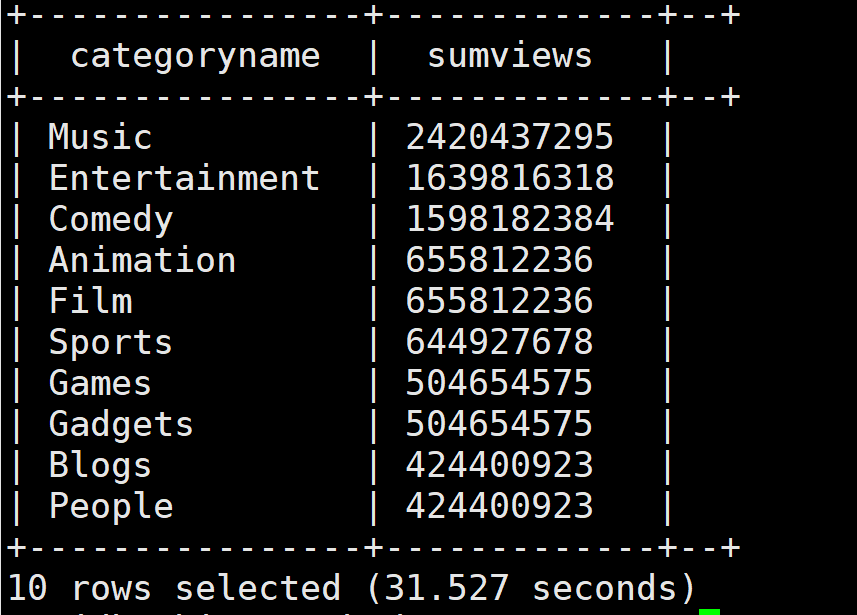 +----------------+-------------+--+
|  categoryname  |  sumviews   |
+----------------+-------------+--+
| Music          | 2420437295  |
| Entertainment  | 1639816318  |
| Comedy         | 1598182384  |
| Animation      | 655812236   |
| Film           | 655812236   |
| Sports         | 644927678   |
| Games          | 504654575   |
| Gadgets        | 504654575   |
| Blogs          | 424400923   |
| People         | 424400923   |
+----------------+-------------+--+
10 rows selected (31.527 seconds)